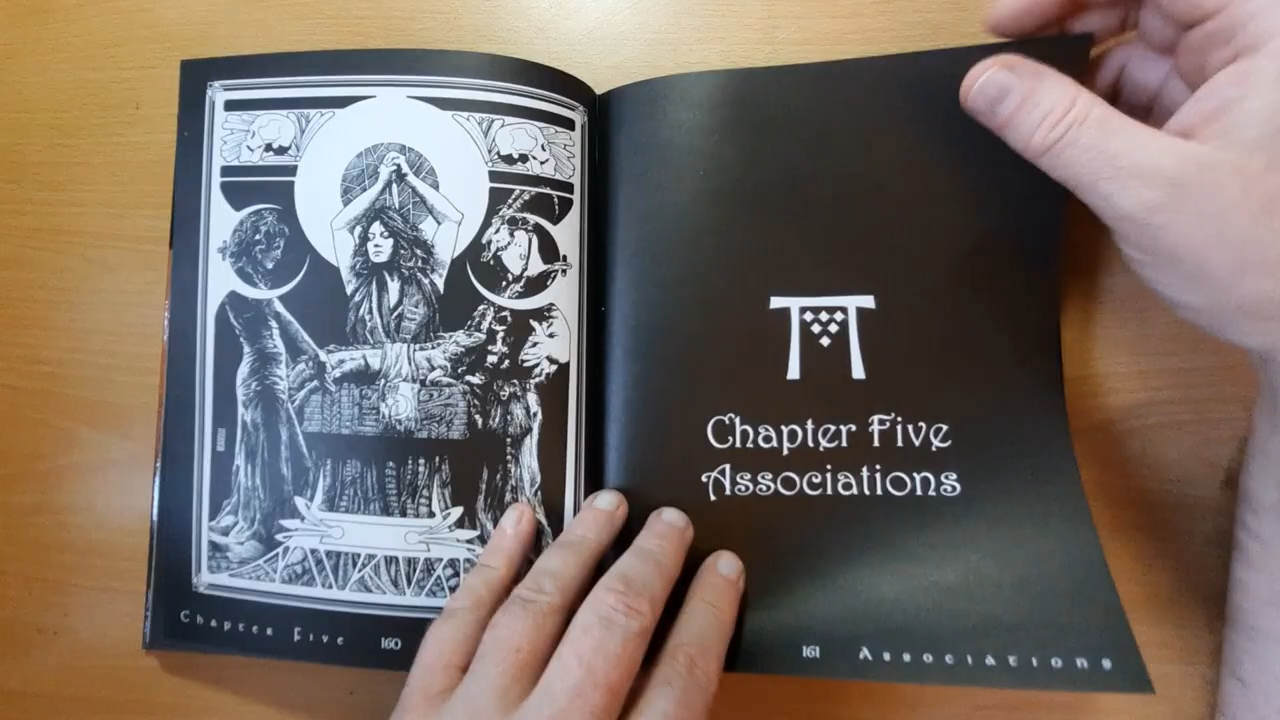 Chapter Five 160
Chapter Five
Associations
161 Associations